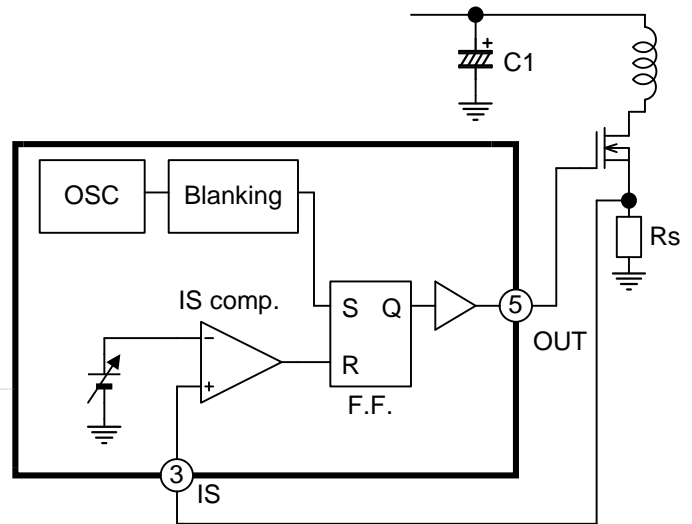 +
C1
OSC
Blanking
Rs
IS comp.
S Q
5
OUT
−
R
+
F.F.
3
IS